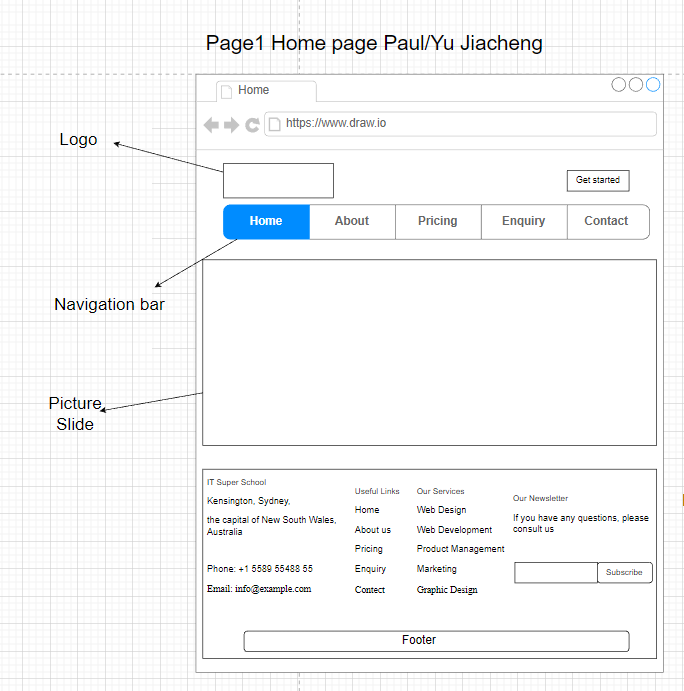 Page1 Home page Paul/Yu Jiacheng
Home
https://www.draw.io
Logo
Get started
Home About Pricing Enquiry Contact
Navigation bar
Picture
Slide
IT Super School
Kensington, Sydney,
the capital of New South Wales,
Australia
Phone: +1 5589 55488 55
Email: info@example.com
Useful Links
Home
About us
Pricing
Enquiry
Contect
Our Services
Web Design
Web Development
Product Management
Marketing
Graphic Design
Our Newsletter
If you have any questions, please
consult us
Subscribe
Footer